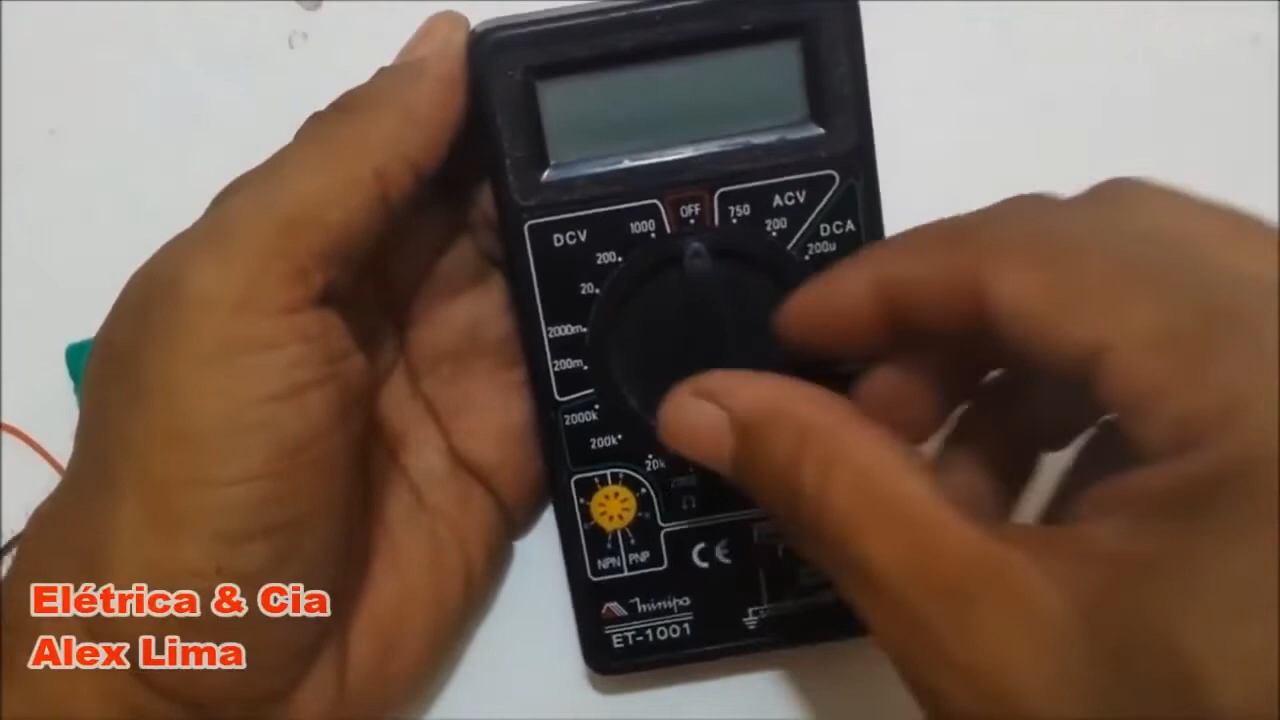 OFF
750
ACV
200
DCA
200u
DCV
1000
200
20
2000m
200m
2000k
200k
20k
Ω
NPN
PNP
CE
minipa
ET-1001
Elétrica & Cia
Alex Lima